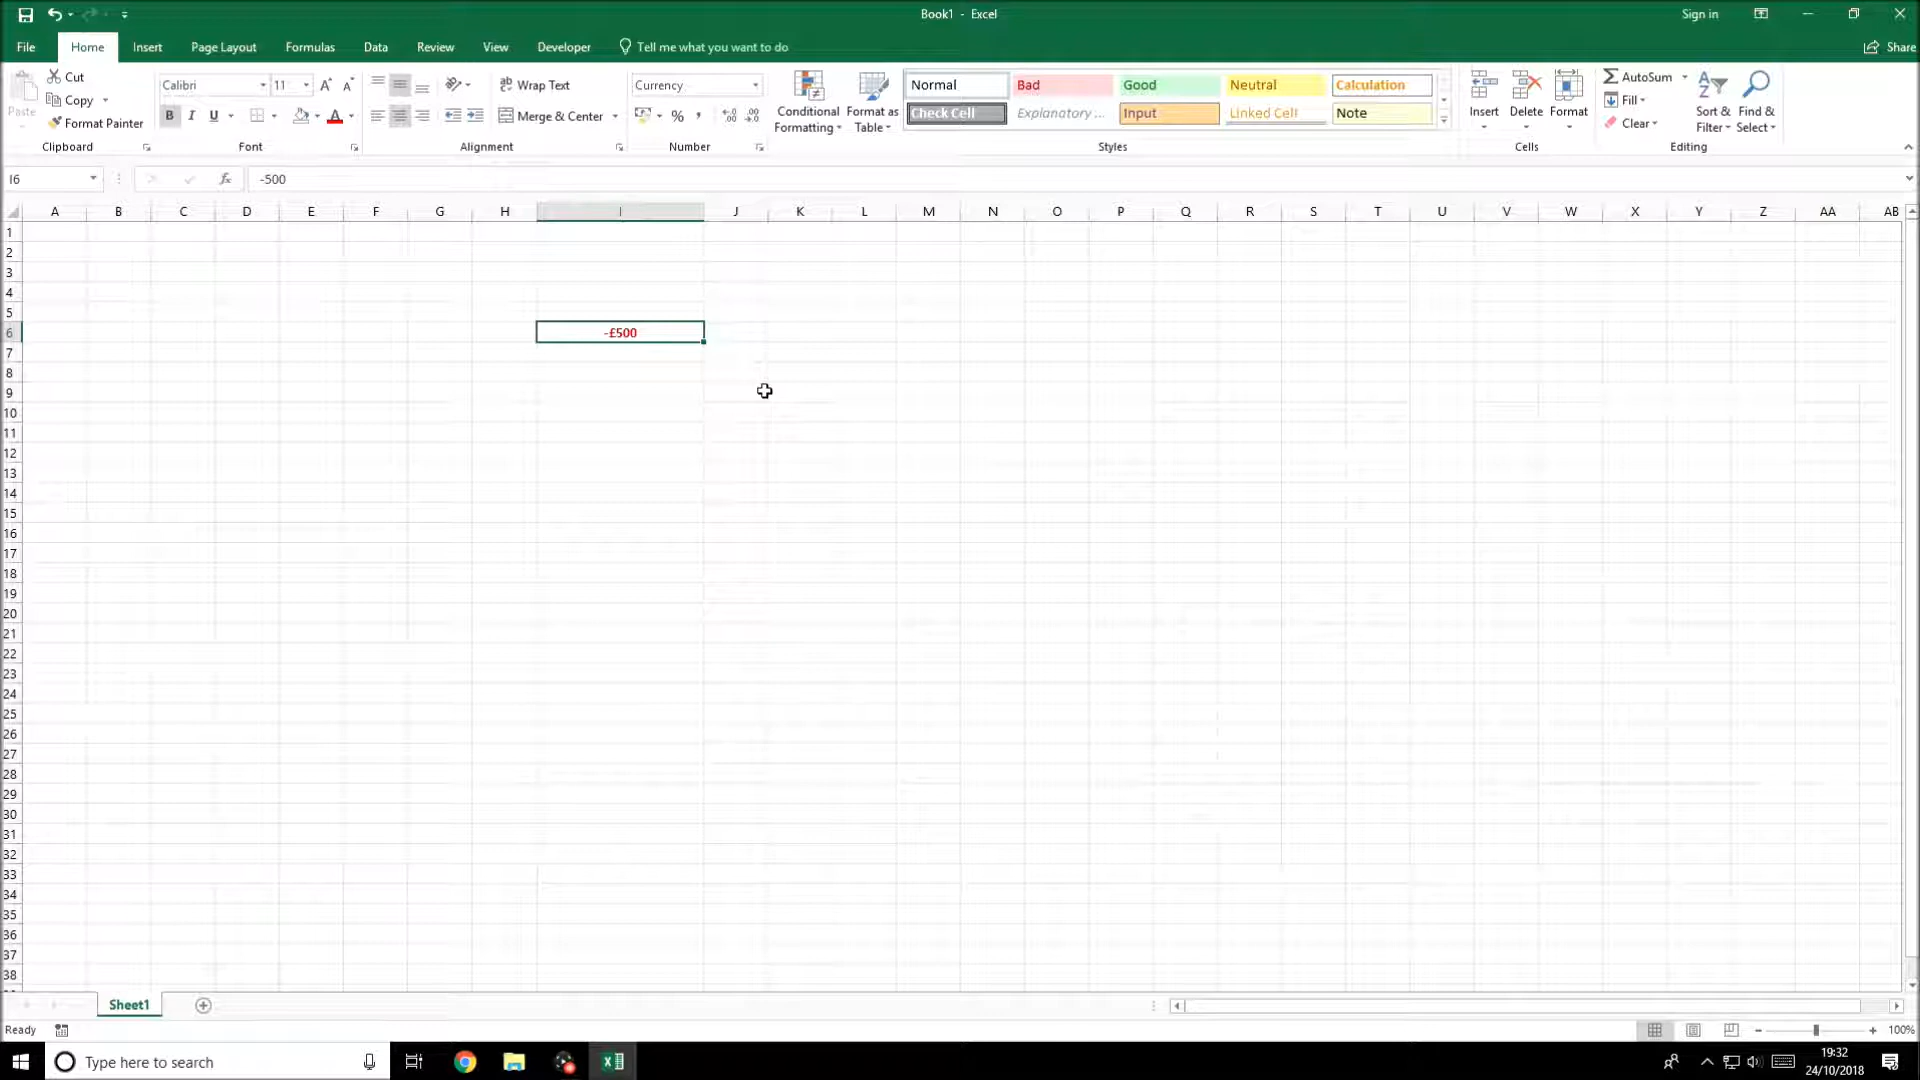 Book1 - Excel
Sign in
File Home Insert Page Layout Formulas Data Review View Developer Tell me what you want to do
Share
Paste
Cut
Copy
Format Painter
Clipboard
Calibri 11
B I U
Font
Wrap Text
Merge & Center
Alignment
Currency
%
Number
Conditional Formatting
Format as Table
Normal Bad Good Neutral Calculation
Check Cell Explanatory ... Input Linked Cell Note
Styles
Insert Delete Format
Cells
AutoSum
Fill
Clear
Sort & Filter
Find & Select
Editing
I6 fx -500
A B C D E F G H I J K L M N O P Q R S T U V W X Y Z AA AB
1
2
3
4
5
6 -£500
7
8
9
10
11
12
13
14
15
16
17
18
19
20
21
22
23
24
25
26
27
28
29
30
31
32
33
34
35
36
37
38
Sheet1
Ready
100%
Type here to search
19:32
24/10/2018